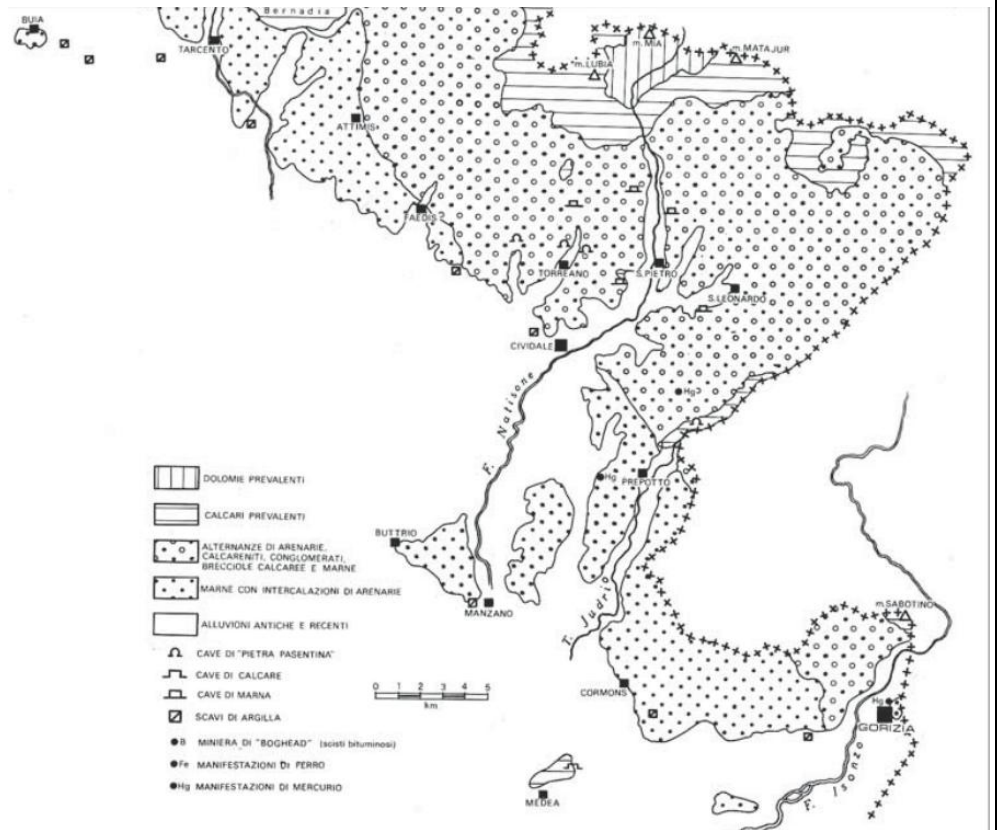 Bernadia
BUIA
TARCENTO
m. MIA
m. MATAJUR
m. LUBIA
ATTIMIS
FAEDIS
TORREANO
S. PIETRO
S. LEONARDO
CIVIDALE
F. Natisone
Hg
Hg
PREPOTTO
BUTTRIO
MANZANO
T. Judrio
m. SABOTINO
CORMONS
Hg
GORIZIA
F. Isonzo
MEDEA
DOLOMIE PREVALENTI
CALCARI PREVALENTI
ALTERNANZE DI ARENARIE,
CALCARENITI, CONGLOMERATI,
BRECCIOLE CALCAREE E MARNE
MARNE CON INTERCALAZIONI DI ARENARIE
ALLUVIONI ANTICHE E RECENTI
CAVE DI "PIETRA PIASENTINA"
CAVE DI CALCARE
CAVE DI MARNA
SCAVI DI ARGILLA
B MINIERA DI "BOGHEAD" (scisti bituminosi)
Fe MANIFESTAZIONI DI FERRO
Hg MANIFESTAZIONI DI MERCURIO
0 1 2 3 4 5
km